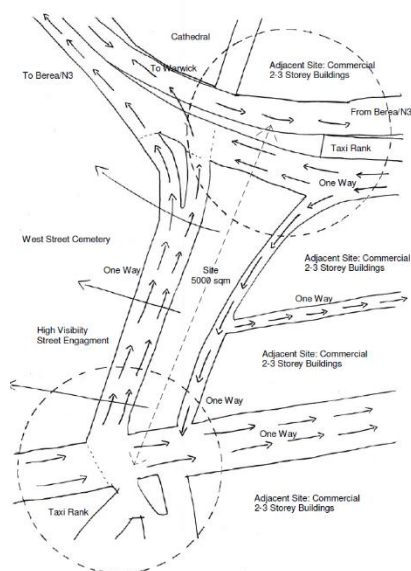 Cathedral
Adjacent Site: Commercial
2-3 Storey Buildings
To Warwick
To Berea/N3
From Berea/N3
Taxi Rank
One Way
West Street Cemetery
Adjacent Site: Commercial
2-3 Storey Buildings
One Way
Site
5000 sqm
One Way
High Visibiity
Street Engagment
Adjacent Site: Commercial
2-3 Storey Buildings
One Way
One Way
Adjacent Site: Commercial
2-3 Storey Buildings
Taxi Rank